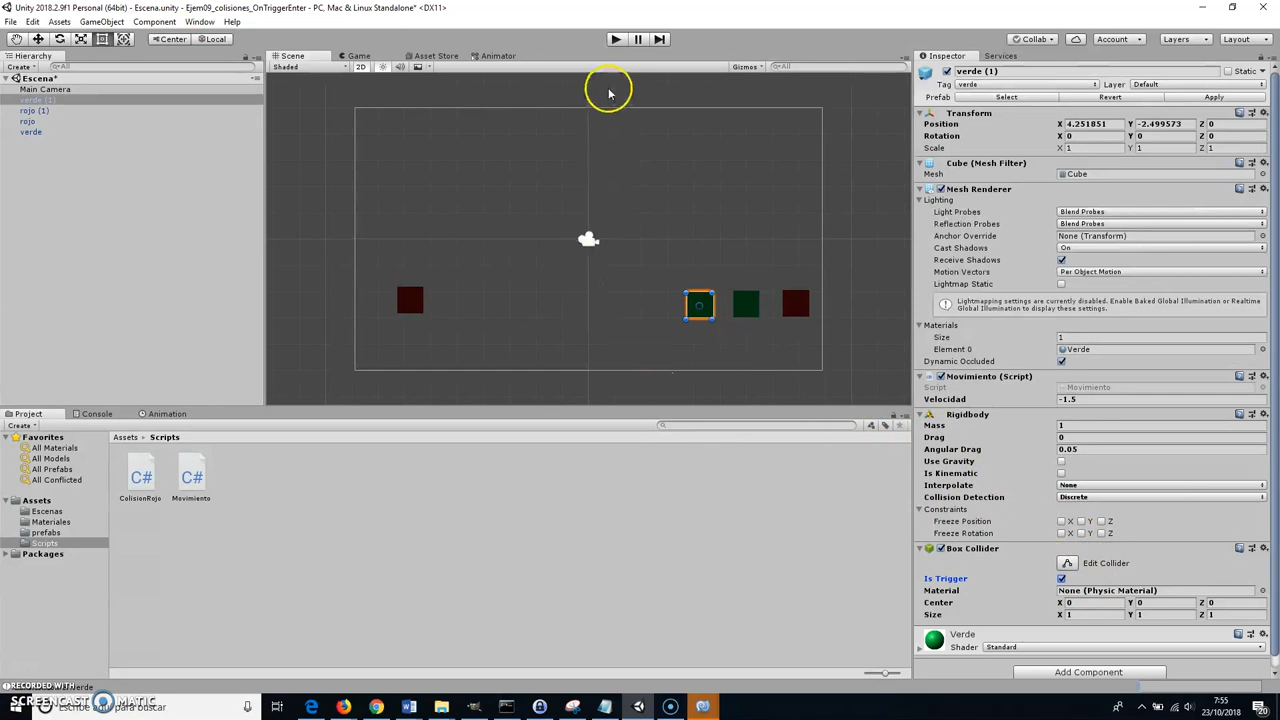 Unity 2018.2.9f1 Personal (64bit) - Escena.unity - Ejem09_colisiones_OnTriggerEnter - PC, Mac & Linux Standalone* <DX11>
File Edit Assets GameObject Component Window Help
Center Local Collab Account Layers Layout
Hierarchy
Create All
Escena*
Main Camera
verde (1)
rojo (1)
rojo
verde
Scene Game Asset Store Animator
Shaded 2D Gizmos All
Inspector Services
verde (1) Static
Tag verde Layer Default
Prefab Select Revert Apply
Transform
Position X 4.251851 Y -2.499573 Z 0
Rotation X 0 Y 0 Z 0
Scale X 1 Y 1 Z 1
Cube (Mesh Filter)
Mesh Cube
Mesh Renderer
Lighting
Light Probes Blend Probes
Reflection Probes Blend Probes
Anchor Override None (Transform)
Cast Shadows On
Receive Shadows
Motion Vectors Per Object Motion
Lightmap Static
Lightmapping settings are currently disabled. Enable Baked Global Illumination or Realtime
Global Illumination to display these settings.
Materials
Size 1
Element 0 Verde
Dynamic Occluded
Movimiento (Script)
Script Movimiento
Velocidad -1.5
Rigidbody
Mass 1
Drag 0
Angular Drag 0.05
Use Gravity
Is Kinematic
Interpolate None
Collision Detection Discrete
Constraints
Freeze Position X Y Z
Freeze Rotation X Y Z
Box Collider
Edit Collider
Is Trigger
Material None (Physic Material)
Center X 0 Y 0 Z 0
Size X 1 Y 1 Z 1
Verde
Shader Standard
Add Component
Project Console Animation
Create
Favorites
All Materials
All Models
All Prefabs
All Conflicted
Assets
Escenas
Materiales
prefabs
Scripts
Packages
Assets Scripts
C# C#
ColisionRojo Movimiento
RECORDED WITH
SCREENCAST MATIC
Escribe aquí para buscar
7:55
23/10/2018